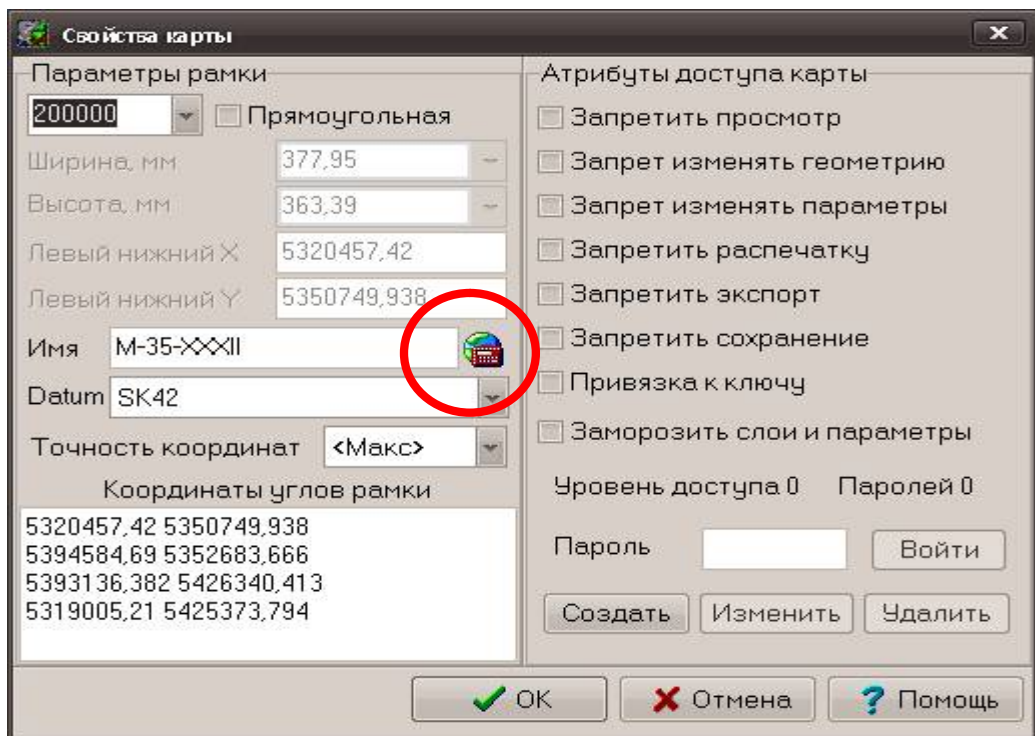 Свойства карты
Параметры рамки
200000 Прямоугольная
Ширина, мм 377,95
Высота, мм 363,39
Левый нижний X 5320457,42
Левый нижний Y 5350749,938
Имя M-35-XXXII
Datum SK42
Точность координат <Макс>
Координаты углов рамки
5320457,42 5350749,938
5394584,69 5352683,666
5393136,382 5426340,413
5319005,21 5425373,794
Атрибуты доступа карты
Запретить просмотр
Запрет изменять геометрию
Запрет изменять параметры
Запретить распечатку
Запретить экспорт
Запретить сохранение
Привязка к ключу
Заморозить слои и параметры
Уровень доступа 0 Паролей 0
Пароль Войти
Создать Изменить Удалить
OK Отмена ? Помощь